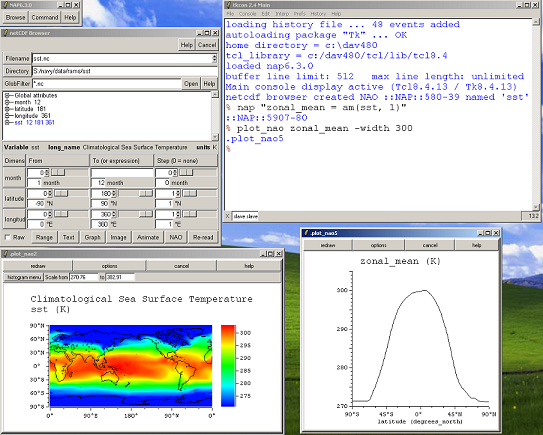 NAP6.3.0
Browse Command Help
netCDF Browser
Help Cancel
Filename sst.nc
Directory S:/navy/data/rams/sst
GlobFilter *.nc Open Help
Global attributes
month 12
latitude 181
longitude 361
sst 12 181 361
Variable sst long_name Climatological Sea Surface Temperature units K
Dimens From To (or expression) Step (0 = none)
month 0 0
1 month 12 month 0 month
latitude 0 180 1
-90 °N 90 °N 1 °N
longitud 0 360 1
0 °E 360 °E 1 °E
Raw Range Text Graph Image Animate NAO Re-read
tkcon 2.4 Main
File Console Edit Interp Prefs History Help
loading history file ... 48 events added
autoloading package "Tk" ... OK
home directory = c:\dav480
tcl_library = c:/dav480/tcl/lib/tcl8.4
loaded nap6.3.0
buffer line limit: 512 max line length: unlimited
Main console display active (Tcl8.4.13 / Tk8.4.13)
netcdf browser created NAO ::NAP::580-39 named 'sst'
% nap "zonal_mean = am(sst, 1)"
::NAP::5907-80
% plot_nao zonal_mean -width 300
.plot_nao5
%
X slave slave 13.2
.plot_nao2
redraw options cancel help
histogram menu Scale from 270.76 to 302.91
Climatological Sea Surface Temperature
sst (K)
90°N
60°N
30°N
0°
30°S
60°S
90°S
0° 60°E 120°E 180° 120°W 60°W 0°
300
295
290
285
280
275
.plot_nao5
redraw options cancel help
zonal_mean (K)
300
290
280
270
90°S 45°S 0° 45°N 90°N
latitude (degrees_north)